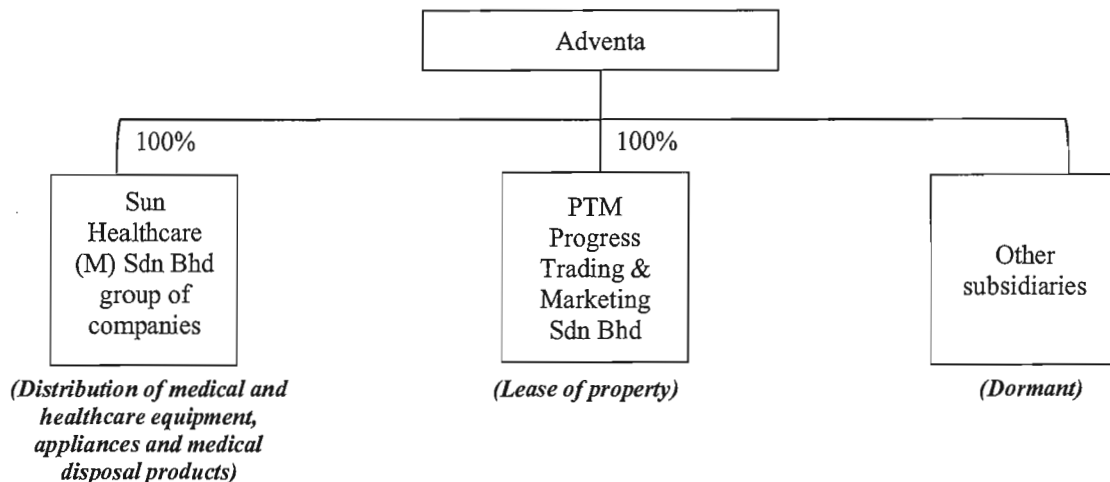 Adventa
100%
100%
Sun
Healthcare
(M) Sdn Bhd
group of
companies
(Distribution of medical and
healthcare equipment,
appliances and medical
disposal products)
PTM
Progress
Trading &
Marketing
Sdn Bhd
(Lease of property)
Other
subsidiaries
(Dormant)